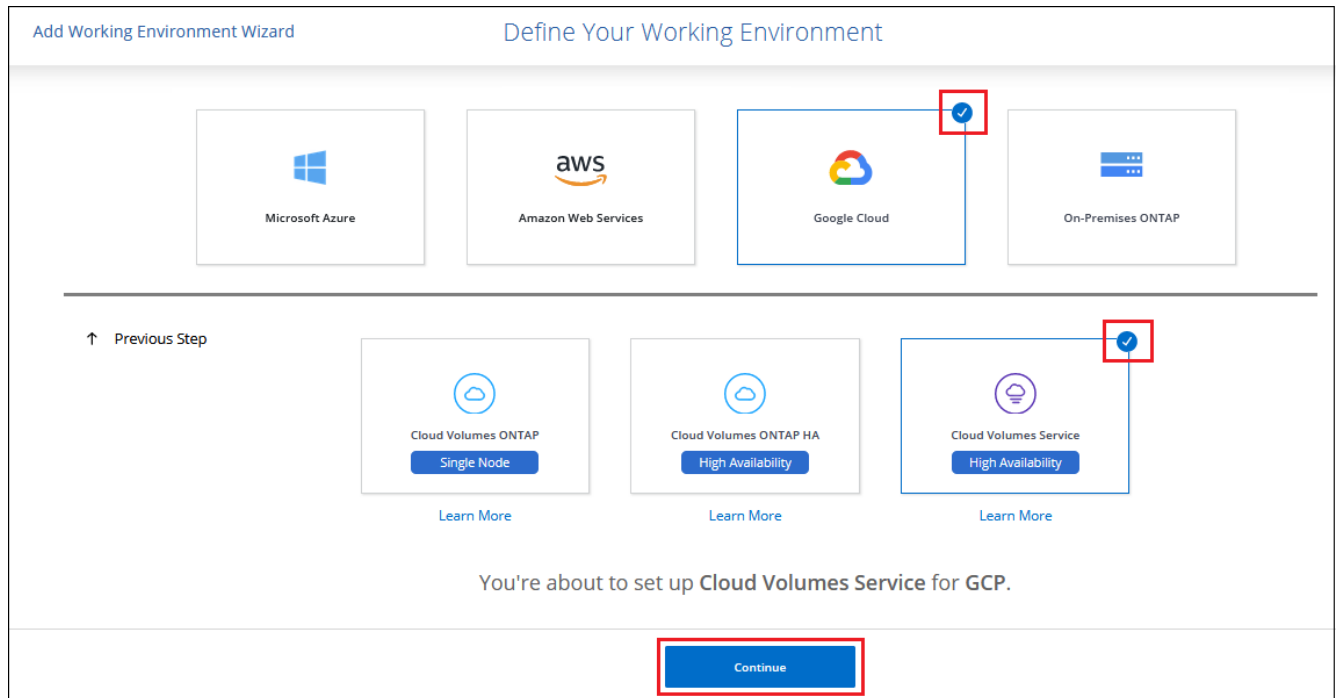 Add Working Environment Wizard
Define Your Working Environment
Microsoft Azure
aws
Amazon Web Services
Google Cloud
On-Premises ONTAP
↑ Previous Step
Cloud Volumes ONTAP
Single Node
Learn More
Cloud Volumes ONTAP HA
High Availability
Learn More
Cloud Volumes Service
High Availability
Learn More
You're about to set up Cloud Volumes Service for GCP.
Continue